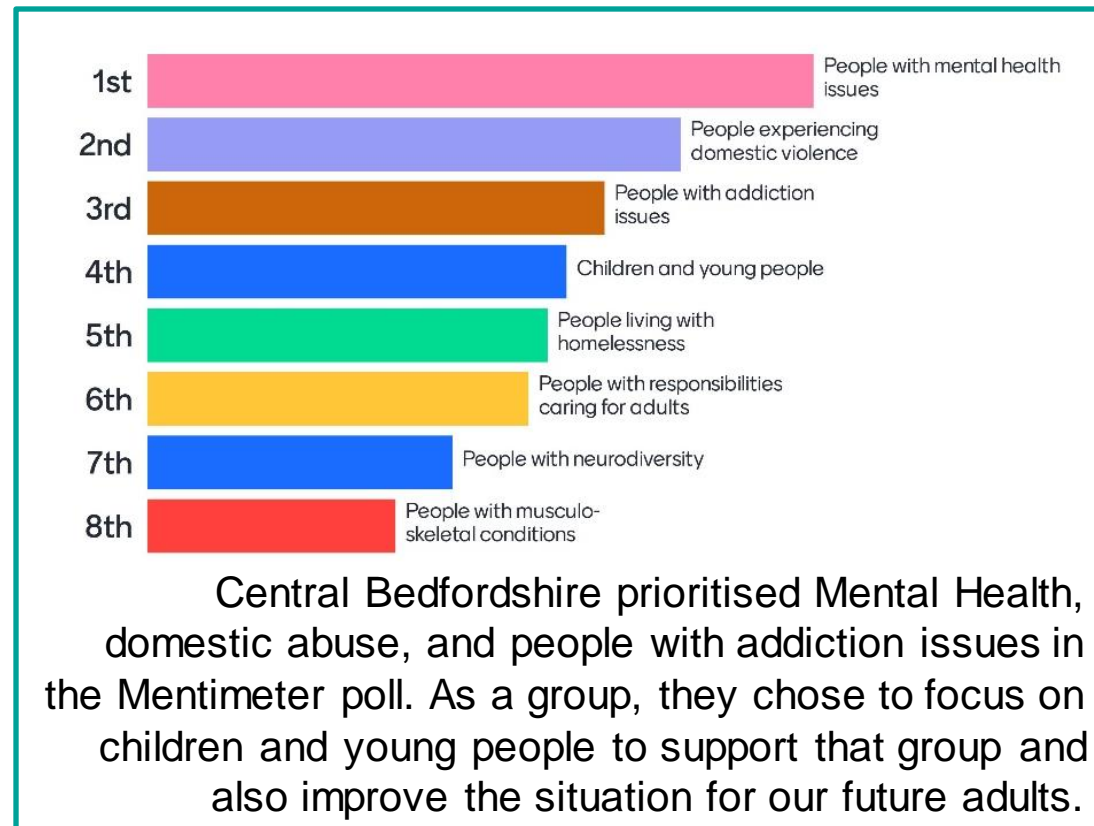 1st
People with mental health
issues
2nd
People experiencing
domestic violence
3rd
People with addiction
issues
4th
Children and young people
5th
People living with
homelessness
6th
People with responsibilities
caring for adults
7th
People with neurodiversity
8th
People with musculo-
skeletal conditions
Central Bedfordshire prioritised Mental Health,
domestic abuse, and people with addiction issues in
the Mentimeter poll. As a group, they chose to focus on
children and young people to support that group and
also improve the situation for our future adults.